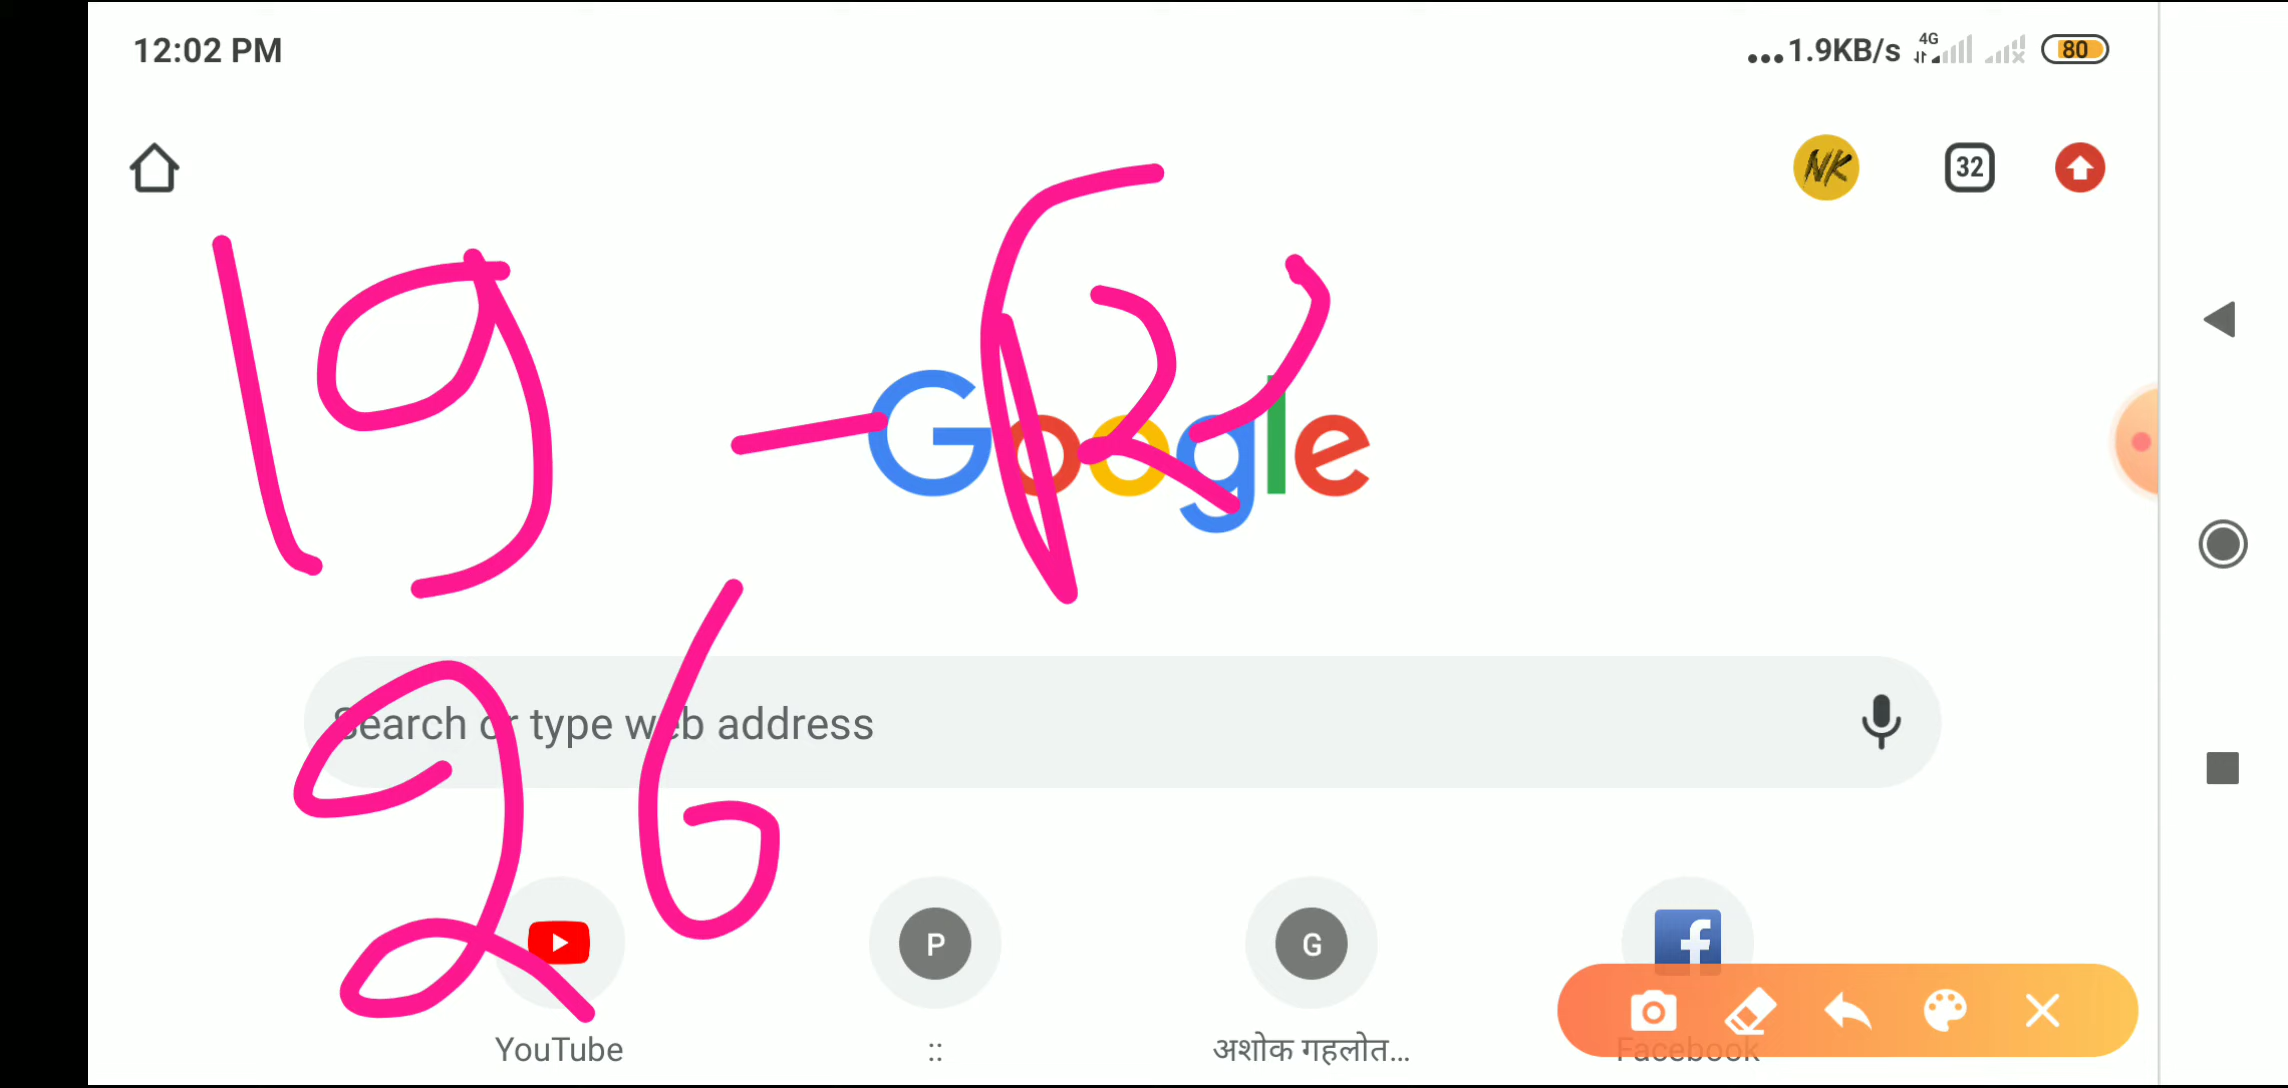 12:02 PM ...1.9KB/s 4G 80
NK 32
19 - (2)
Google
26
Search or type web address
P G
YouTube :: अशोक गहलोत... Facebook